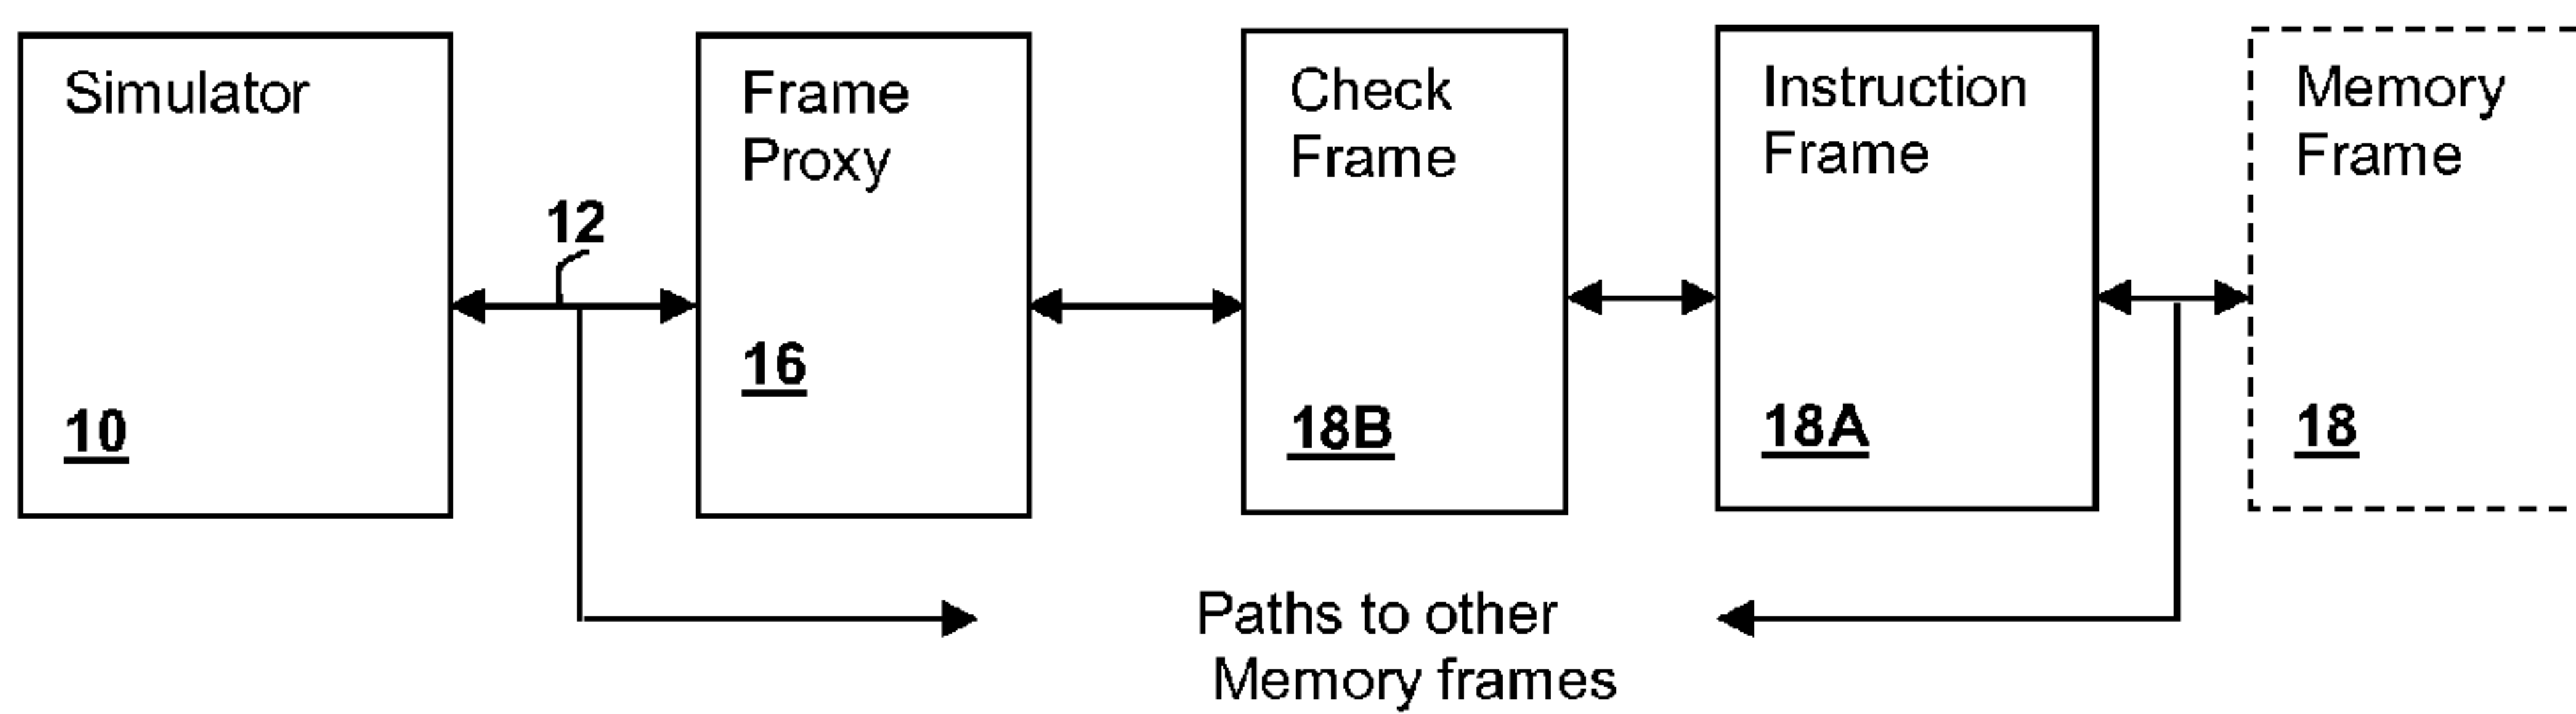 Simulator
10
12
Frame
Proxy
16
Check
Frame
18B
Instruction
Frame
18A
Memory
Frame
18
Paths to other
Memory frames